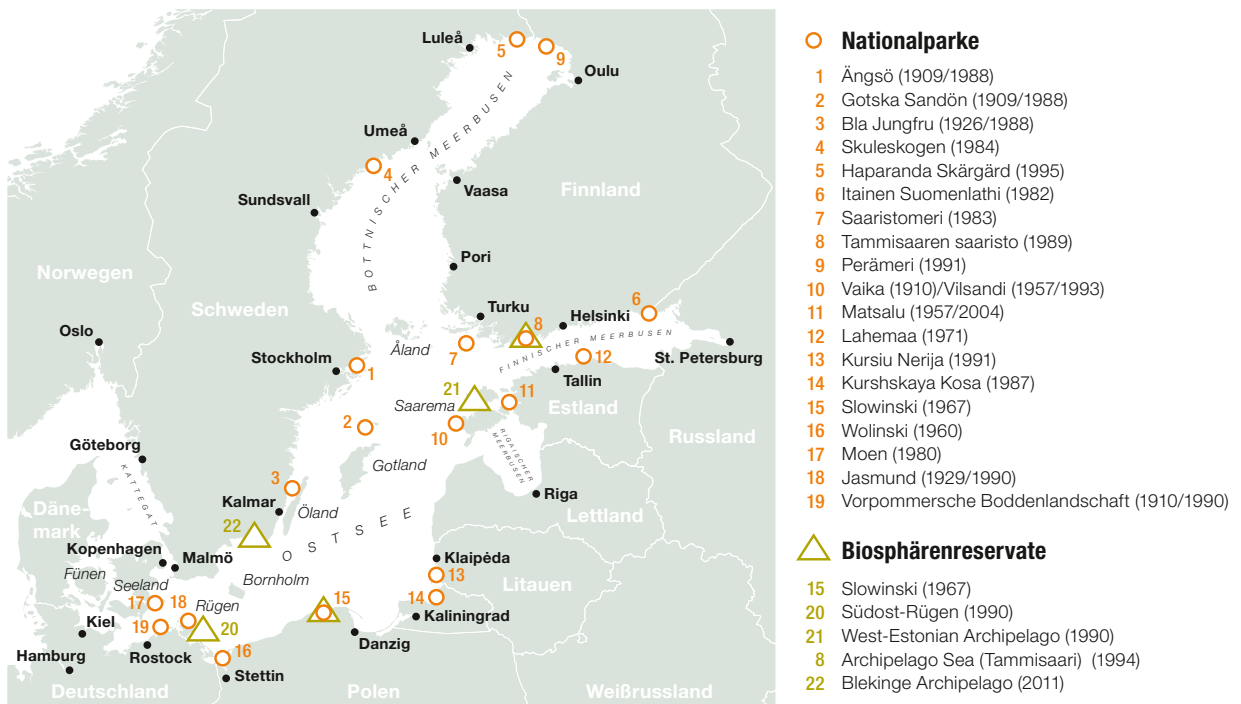 Luleå
5
9
Oulu
BOTTNISCHER MEERBUSEN
Umeå
4
Vaasa
Finnland
Sundsvall
Norwegen
Pori
Schweden
Turku
6
Oslo
8
Helsinki
Åland
7
FINNISCHER MEERBUSEN
Stockholm
12
St. Petersburg
1
Tallin
21
11
Saarema
Estland
2
10
Russland
Göteborg
Gotland
RIGAISCHER
MEERBUSEN
KATTEGAT
3
Kalmar
Riga
Öland
Däne-
mark
22
Lettland
OSTSEE
Kopenhagen
Malmö
Klaipėda
Fünen
Seeland
Bornholm
13
Litauen
17
18
Rügen
15
14
Kaliningrad
Kiel
19
20
Danzig
Hamburg
Rostock
16
Stettin
Deutschland
Polen
Weißrussland
Nationalparke
1 Ängsö (1909/1988)
2 Gotska Sandön (1909/1988)
3 Bla Jungfru (1926/1988)
4 Skuleskogen (1984)
5 Haparanda Skärgärd (1995)
6 Itainen Suomenlathi (1982)
7 Saaristomeri (1983)
8 Tammisaaren saaristo (1989)
9 Perämeri (1991)
10 Vaika (1910)/Vilsandi (1957/1993)
11 Matsalu (1957/2004)
12 Lahemaa (1971)
13 Kursiu Nerija (1991)
14 Kurshskaya Kosa (1987)
15 Slowinski (1967)
16 Wolinski (1960)
17 Moen (1980)
18 Jasmund (1929/1990)
19 Vorpommersche Boddenlandschaft (1910/1990)
Biosphärenreservate
15 Slowinski (1967)
20 Südost-Rügen (1990)
21 West-Estonian Archipelago (1990)
8 Archipelago Sea (Tammisaari) (1994)
22 Blekinge Archipelago (2011)